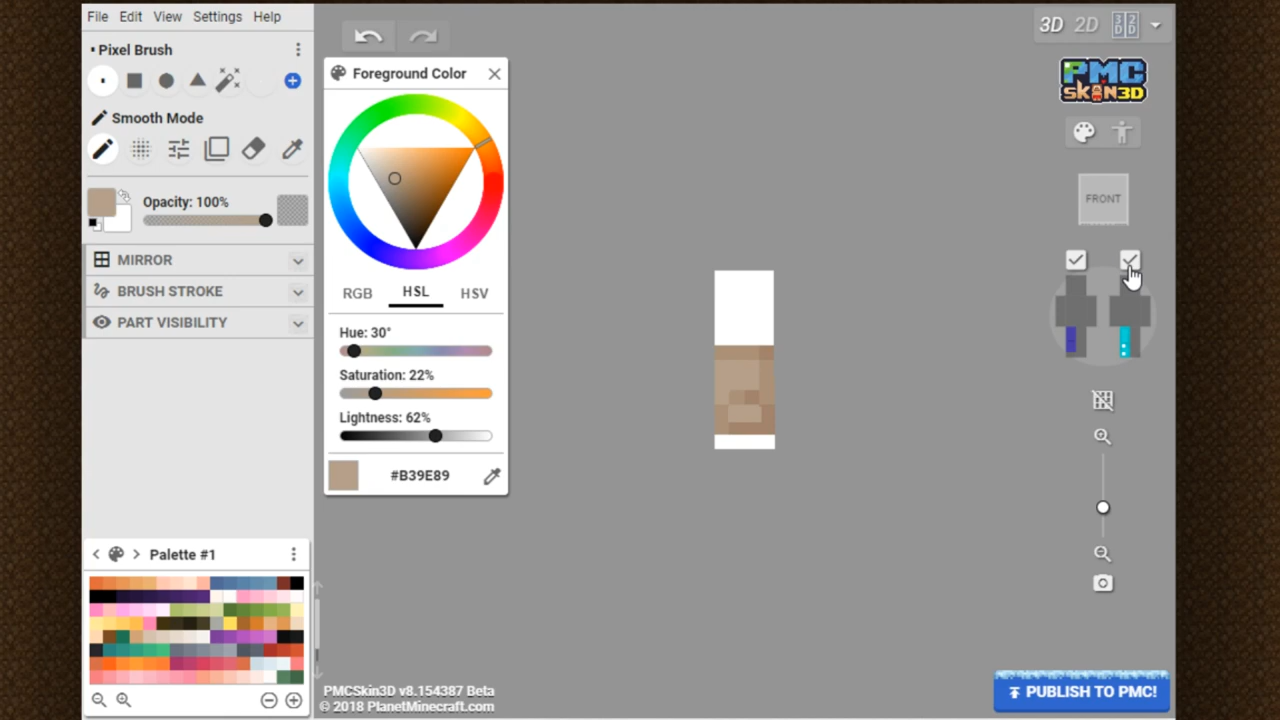 File Edit View Settings Help
Pixel Brush
Smooth Mode
Opacity: 100%
MIRROR
BRUSH STROKE
PART VISIBILITY
Palette #1
Foreground Color
RGB HSL HSV
Hue: 30°
Saturation: 22%
Lightness: 62%
#B39E89
PMCSkin3D v8.154387 Beta
© 2018 PlanetMinecraft.com
3D 2D 3D 2D
PMC
SKIN3D
FRONT
PUBLISH TO PMC!